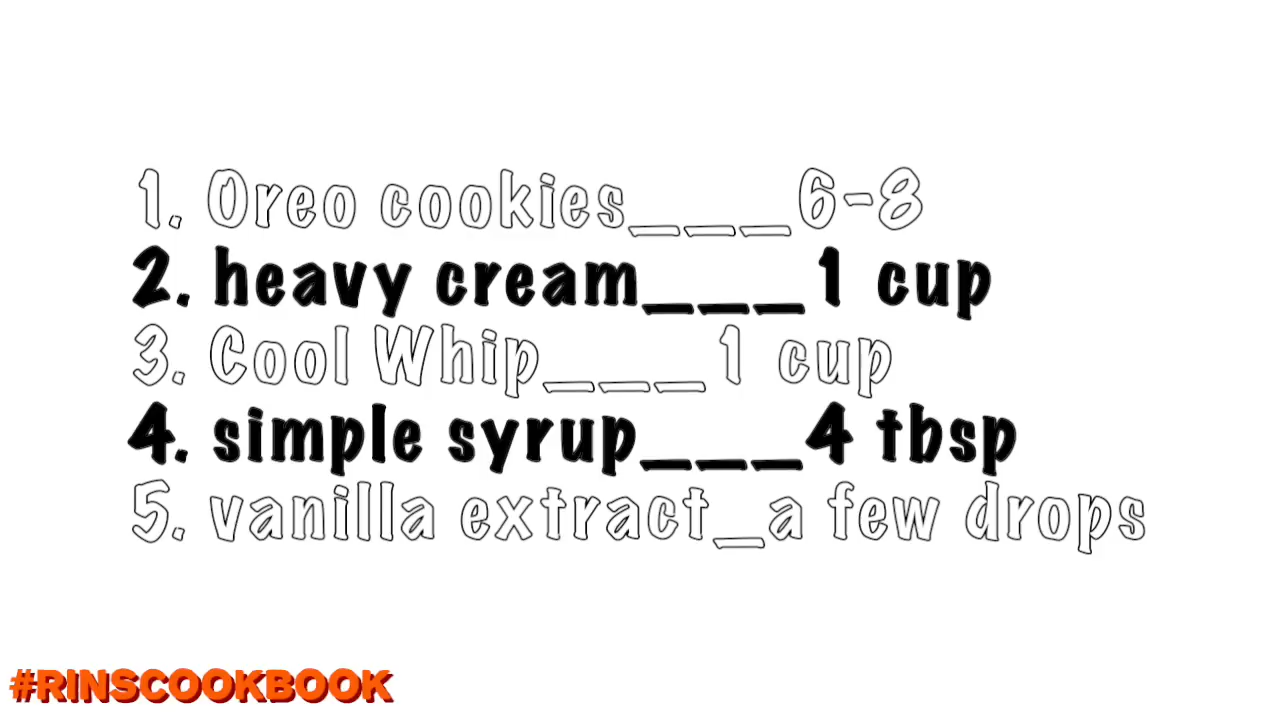 1. Oreo cookies___6-8
2. heavy cream___1 cup
3. Cool Whip___1 cup
4. simple syrup___4 tbsp
5. vanilla extract_a few drops
#RINSCOOKBOOK